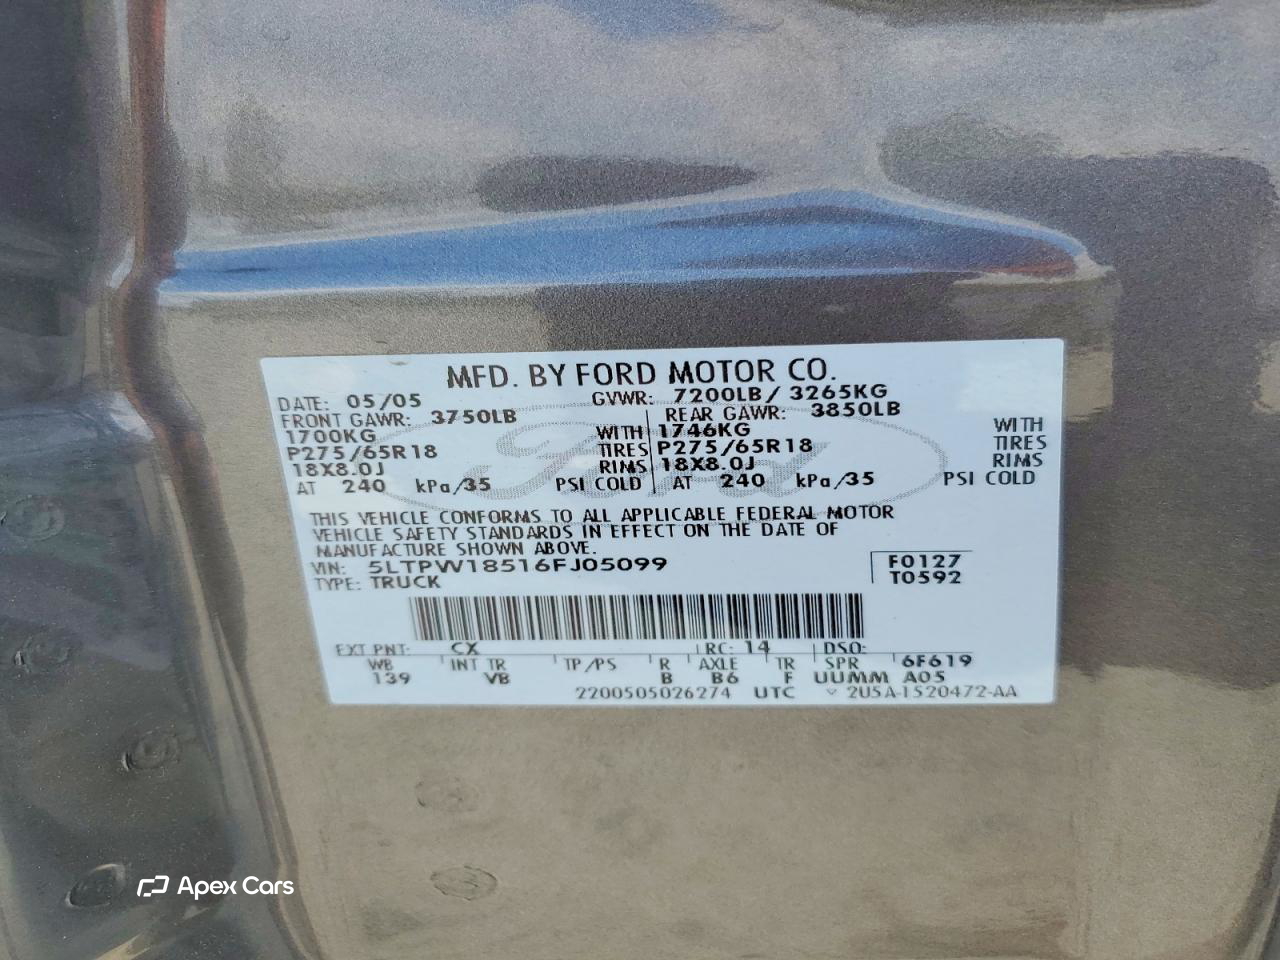 MFD. BY FORD MOTOR CO.
DATE: 05/05 GVWR: 7200LB/ 3265KG
FRONT GAWR: 3750LB REAR GAWR: 3850LB
1700KG WITH 1746KG WITH
P275/65R18 TIRES P275/65R18 TIRES
18X8.0J RIMS 18X8.0J RIMS
AT 240 kPa/35 PSI COLD AT 240 kPa/35 PSI COLD
THIS VEHICLE CONFORMS TO ALL APPLICABLE FEDERAL MOTOR
VEHICLE SAFETY STANDARDS IN EFFECT ON THE DATE OF
MANUFACTURE SHOWN ABOVE.
VIN: 5LTPW18516FJ05099 F0127
TYPE: TRUCK T0592
EXT PNT: CX RC: 14 DSO:
WB INT TR TP/PS R AXLE TR SPR 6F619
139 VB B B6 F UUMM A05
2200505026274 UTC 2U5A-1520472-AA
Ford
Apex Cars